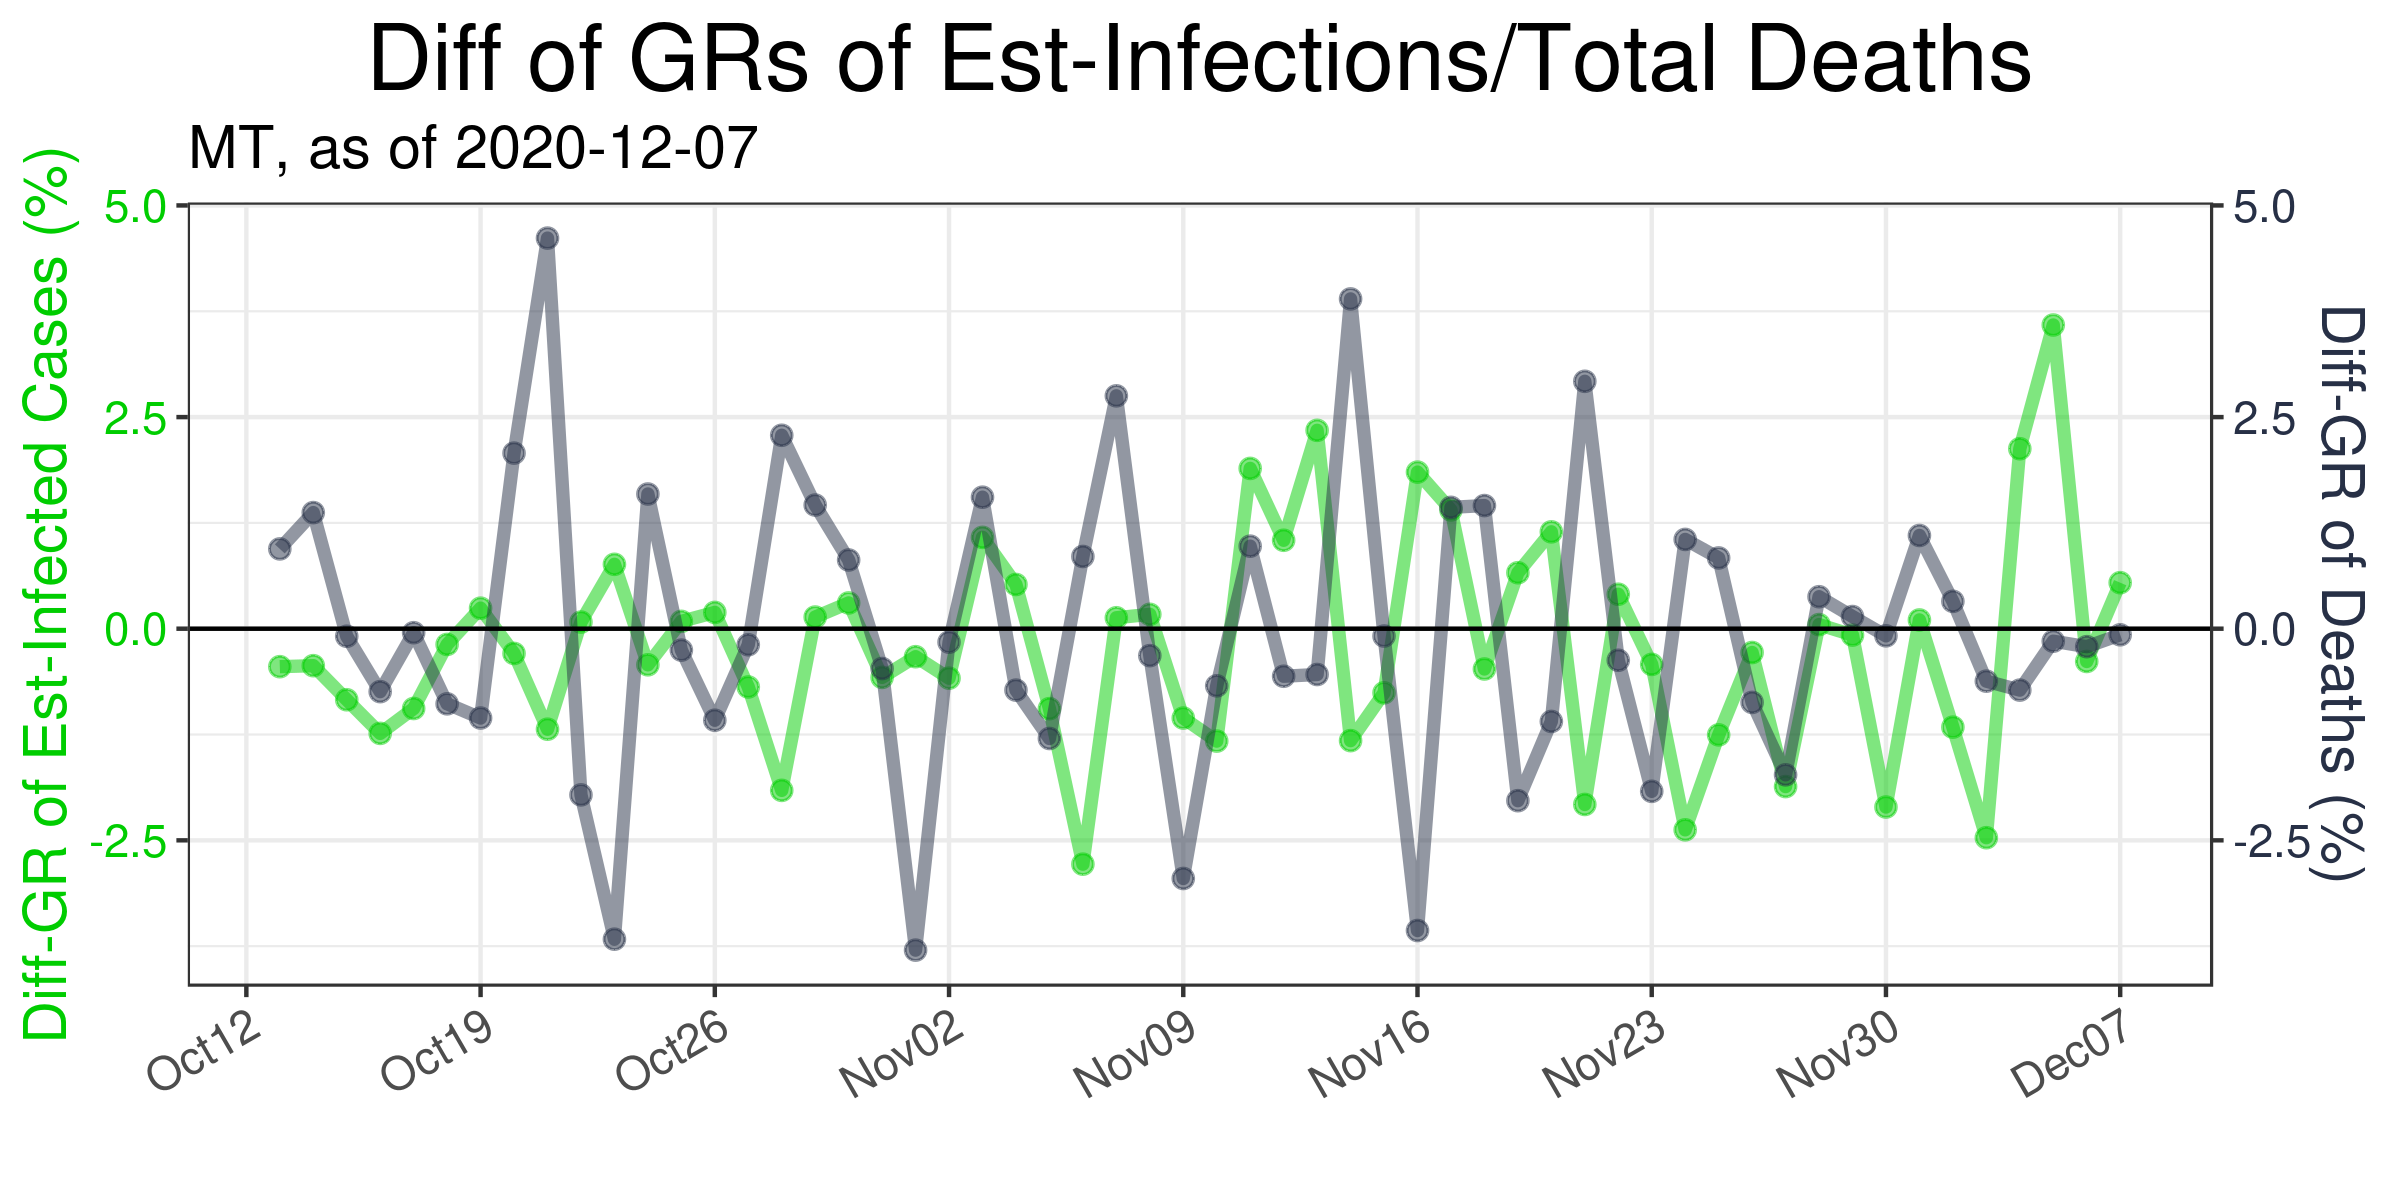 Diff of GRs of Est-Infections/Total Deaths
MT, as of 2020-12-07
Diff-GR of Est-Infected Cases (%)
5.0
2.5
0.0
-2.5
5.0
2.5
0.0
-2.5
Diff-GR of Deaths (%)
Oct12
Oct19
Oct26
Nov02
Nov09
Nov16
Nov23
Nov30
Dec07